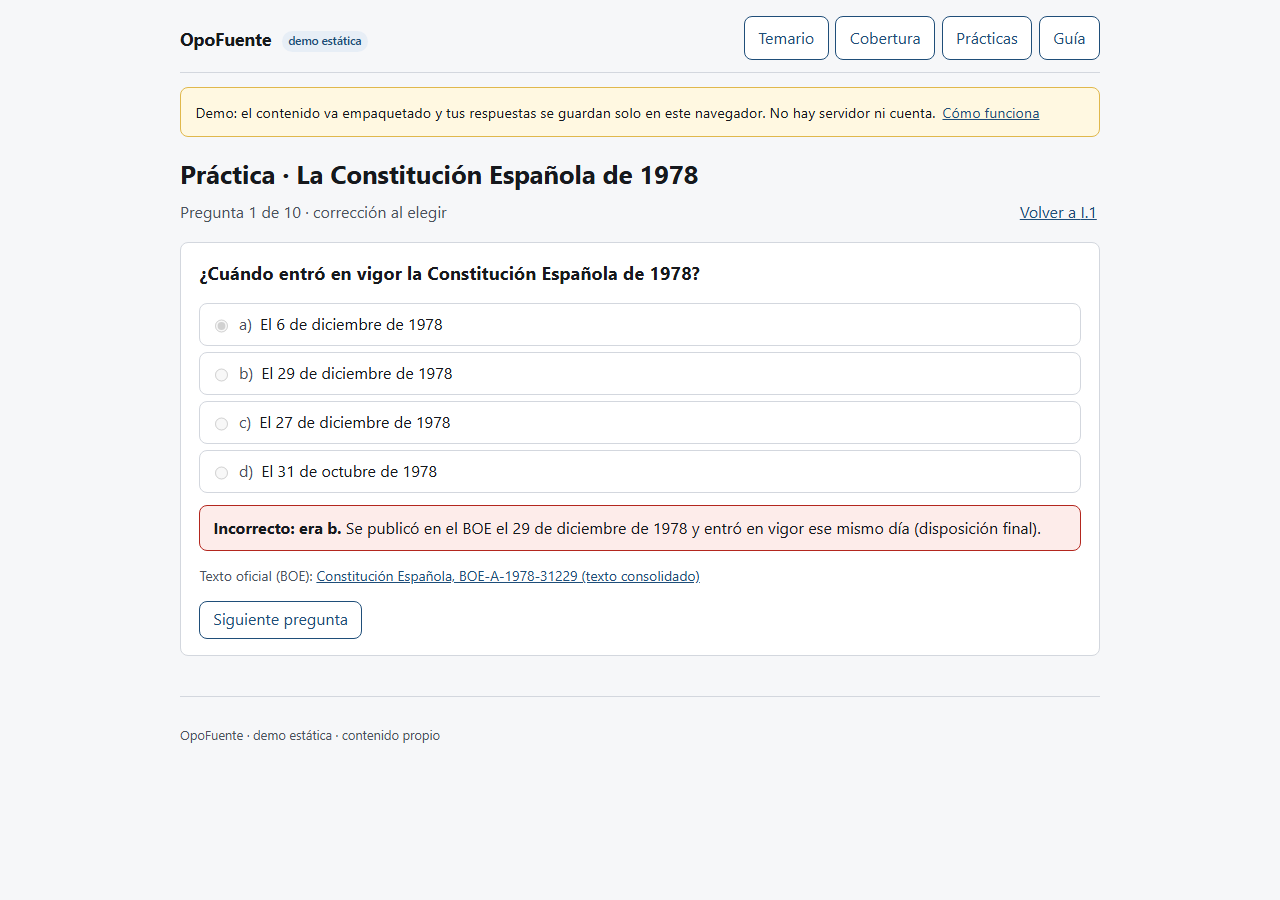 OpoFuente demo estática Temario Cobertura Prácticas Guía
Demo: el contenido va empaquetado y tus respuestas se guardan solo en este navegador. No hay servidor ni cuenta. Cómo funciona
Práctica · La Constitución Española de 1978
Pregunta 1 de 10 · corrección al elegir Volver a I.1
¿Cuándo entró en vigor la Constitución Española de 1978?
a) El 6 de diciembre de 1978
b) El 29 de diciembre de 1978
c) El 27 de diciembre de 1978
d) El 31 de octubre de 1978
Incorrecto: era b. Se publicó en el BOE el 29 de diciembre de 1978 y entró en vigor ese mismo día (disposición final).
Texto oficial (BOE): Constitución Española, BOE-A-1978-31229 (texto consolidado)
Siguiente pregunta
OpoFuente · demo estática · contenido propio